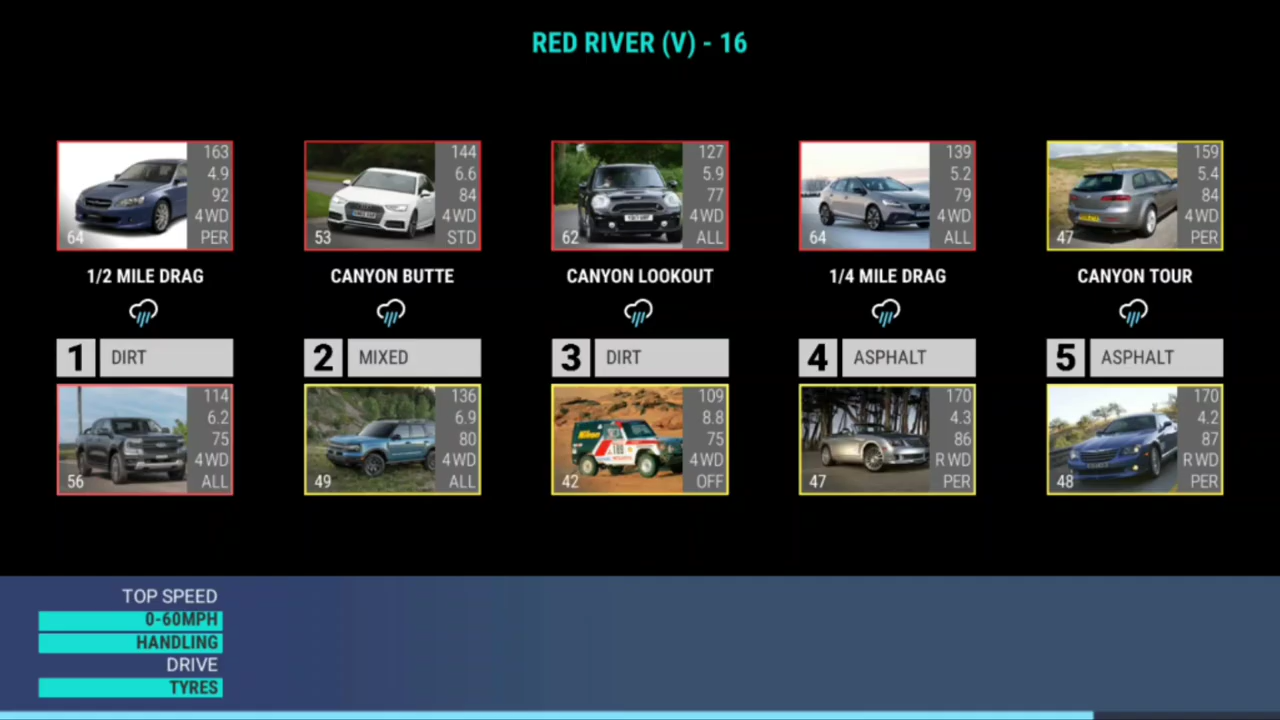 RED RIVER (V) - 16
163
4.9
92
4WD
PER
64
144
6.6
84
4WD
STD
53
127
5.9
77
4WD
ALL
62
139
5.2
79
4WD
ALL
64
159
5.4
84
4WD
PER
47
1/2 MILE DRAG
CANYON BUTTE
CANYON LOOKOUT
1/4 MILE DRAG
CANYON TOUR
1 DIRT
2 MIXED
3 DIRT
4 ASPHALT
5 ASPHALT
114
6.2
75
4WD
ALL
56
136
6.9
80
4WD
ALL
49
109
8.8
75
4WD
OFF
42
170
4.3
86
RWD
PER
47
170
4.2
87
RWD
PER
48
TOP SPEED
0-60MPH
HANDLING
DRIVE
TYRES